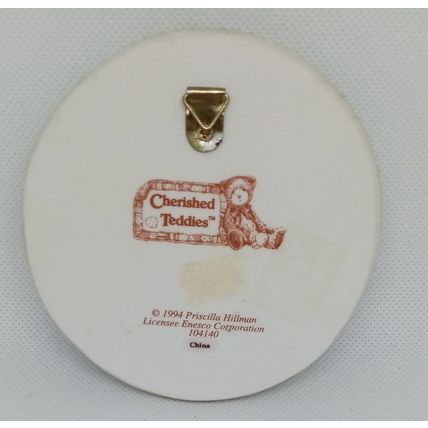 Cherished
Teddies™
© 1994 Priscilla Hillman
Licensee Enesco Corporation
104140
China